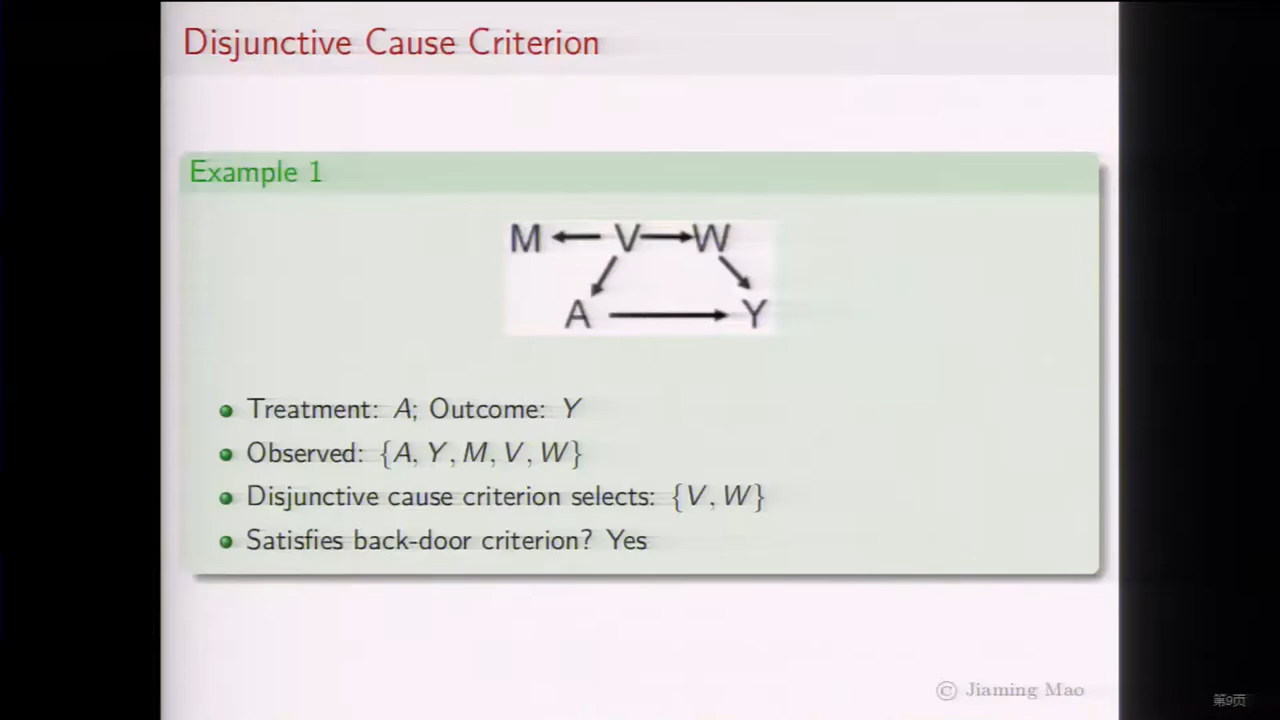 Disjunctive Cause Criterion
Example 1
M V W
A Y
Treatment: A; Outcome: Y
Observed: {A, Y, M, V, W}
Disjunctive cause criterion selects: {V, W}
Satisfies back-door criterion? Yes
© Jiaming Mao
第9页